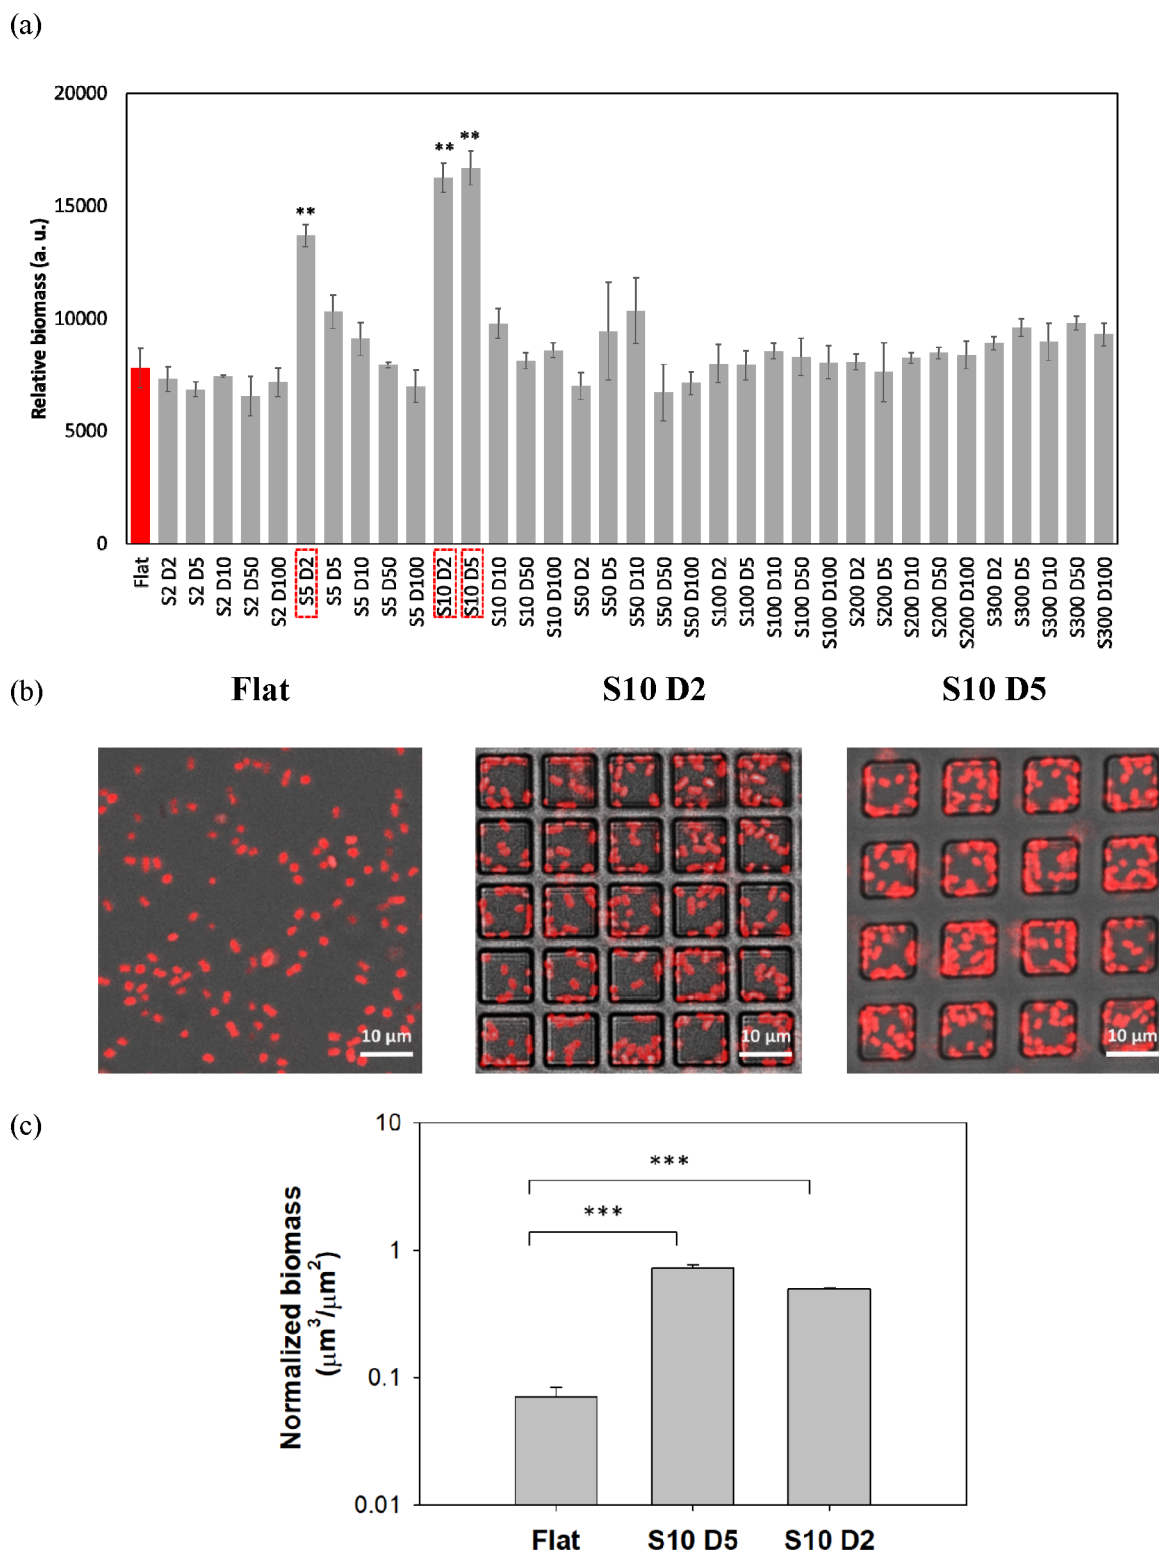 (a)
20000
15000
10000
5000
0
Relative biomass (a. u.)
**
**
**
Flat
S2 D2
S2 D5
S2 D10
S2 D50
S2 D100
S5 D2
S5 D5
S5 D10
S5 D50
S5 D100
S10 D2
S10 D5
S10 D10
S10 D50
S10 D100
S50 D2
S50 D5
S50 D10
S50 D50
S50 D100
S100 D2
S100 D5
S100 D10
S100 D50
S100 D100
S200 D2
S200 D5
S200 D10
S200 D50
S200 D100
S300 D2
S300 D5
S300 D10
S300 D50
S300 D100
(b)
Flat
S10 D2
S10 D5
10 μm
10 μm
10 μm
(c)
10
1
0.1
0.01
Normalized biomass
(μm³/μm²)
***
***
Flat
S10 D5
S10 D2